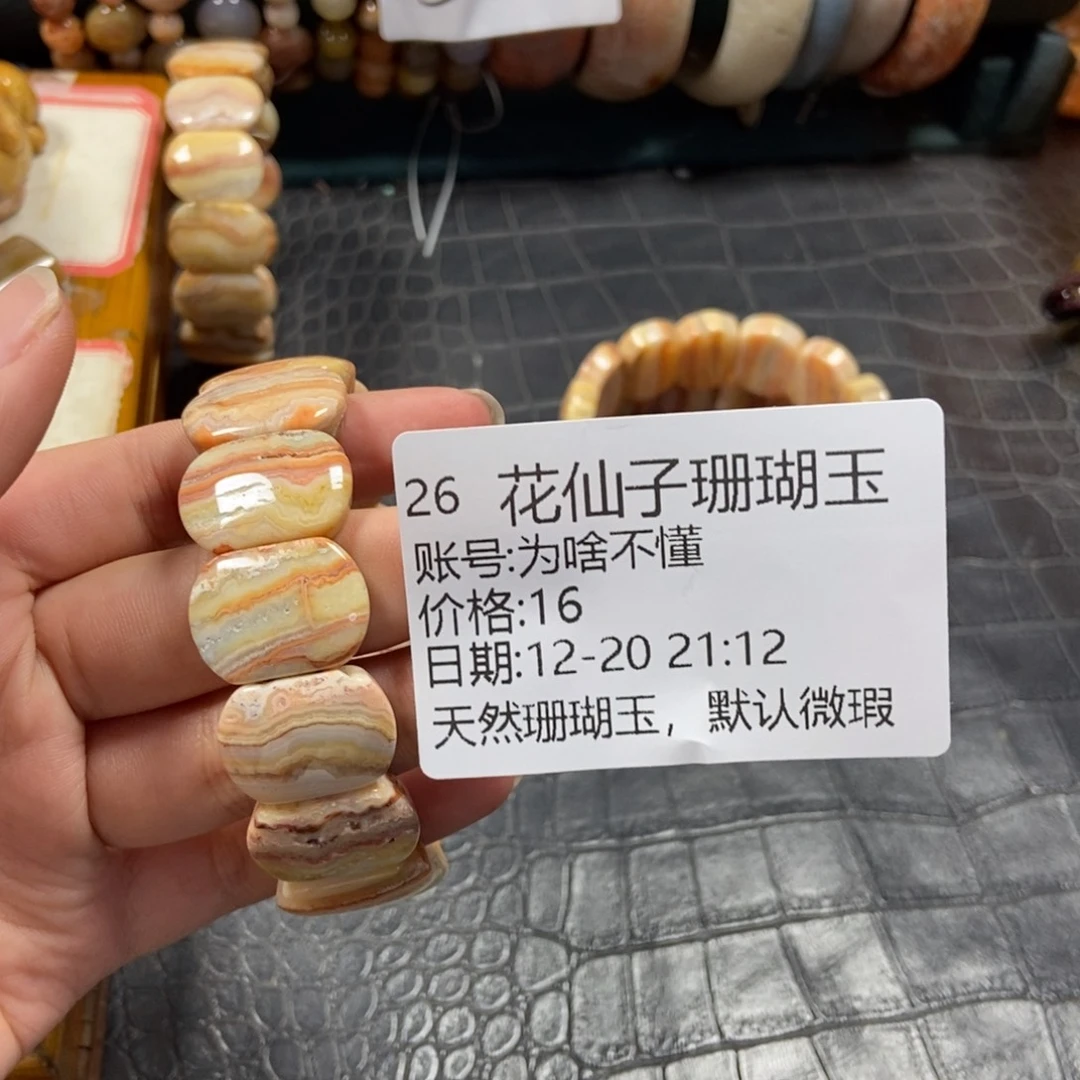 26 花仙子珊瑚玉
账号:为啥不懂
价格:16
日期:12-20 21:12
天然珊瑚玉，默认微瑕